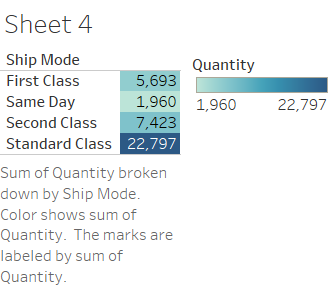 Sheet 4
Ship Mode
First Class 5,693
Same Day 1,960
Second Class 7,423
Standard Class 22,797
Quantity
1,960 22,797
Sum of Quantity broken
down by Ship Mode.
Color shows sum of
Quantity. The marks are
labeled by sum of
Quantity.